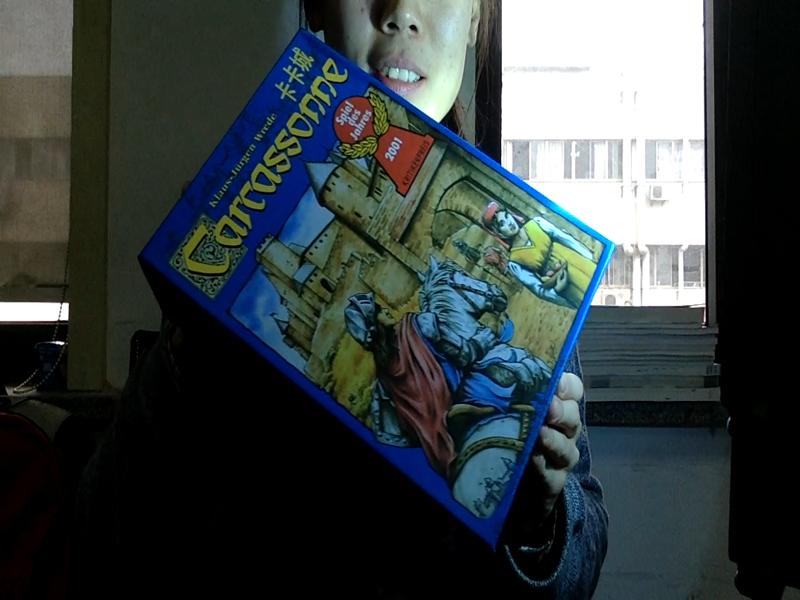 卡卡城
Klaus-Jürgen Wrede
Carcassonne
Spiel
des
Jahres
2001